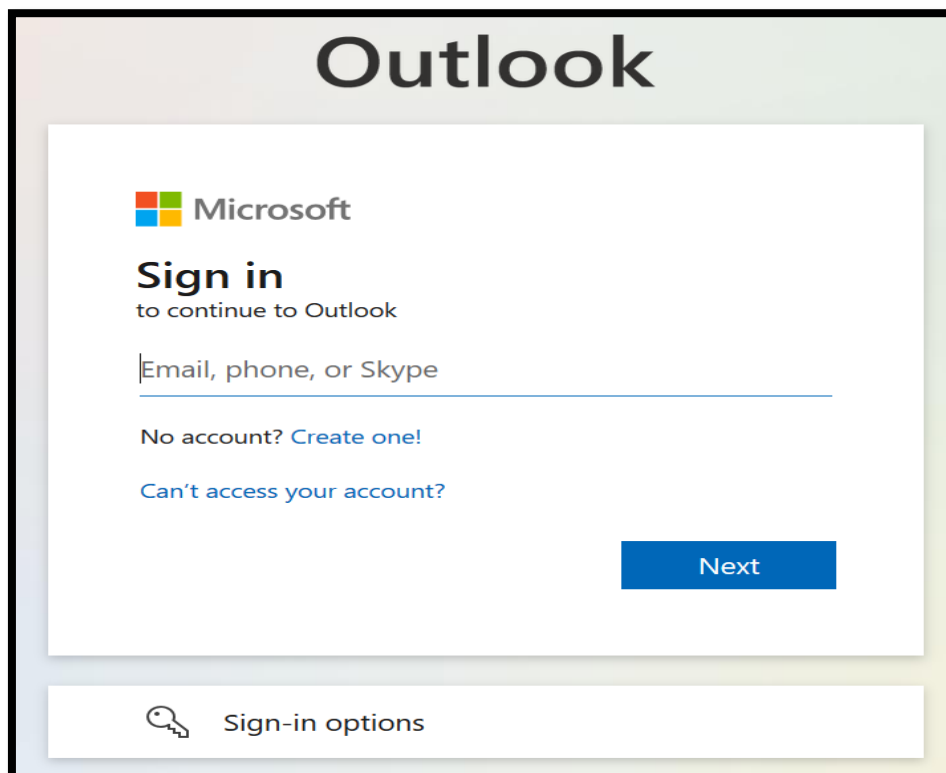 Outlook
Microsoft
Sign in
to continue to Outlook
Email, phone, or Skype
No account? Create one!
Can't access your account?
Next
Sign-in options